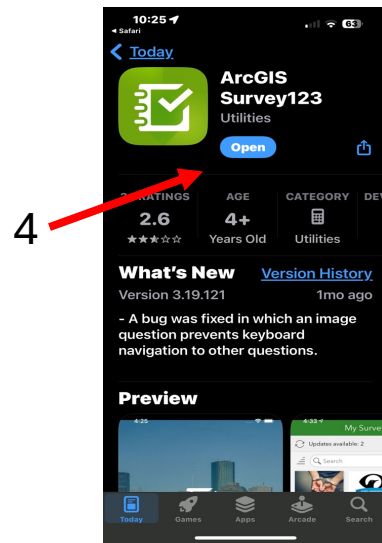 10:25
Safari
63
Today
ArcGIS
Survey123
Utilities
Open
RATINGS AGE CATEGORY DE
2.6 4+
Years Old Utilities
What's New Version History
Version 3.19.121 1mo ago
- A bug was fixed in which an image
question prevents keyboard
navigation to other questions.
4
Preview
4:25 4:33
My Surve
Updates available: 2
Search
Today Games Apps Arcade Search